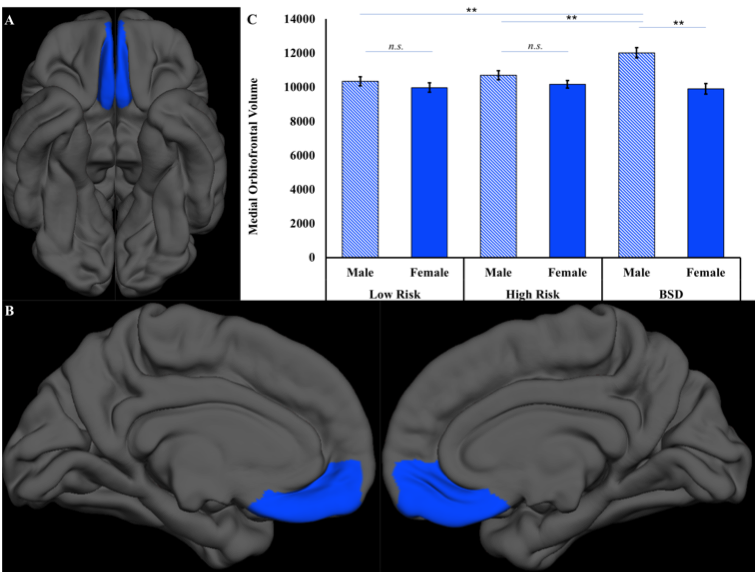 A
C
14000
12000
10000
8000
6000
4000
2000
0
Medial Orbitofrontal Volume
**
**
**
n.s.
n.s.
Male Female Male Female Male Female
Low Risk High Risk BSD
B